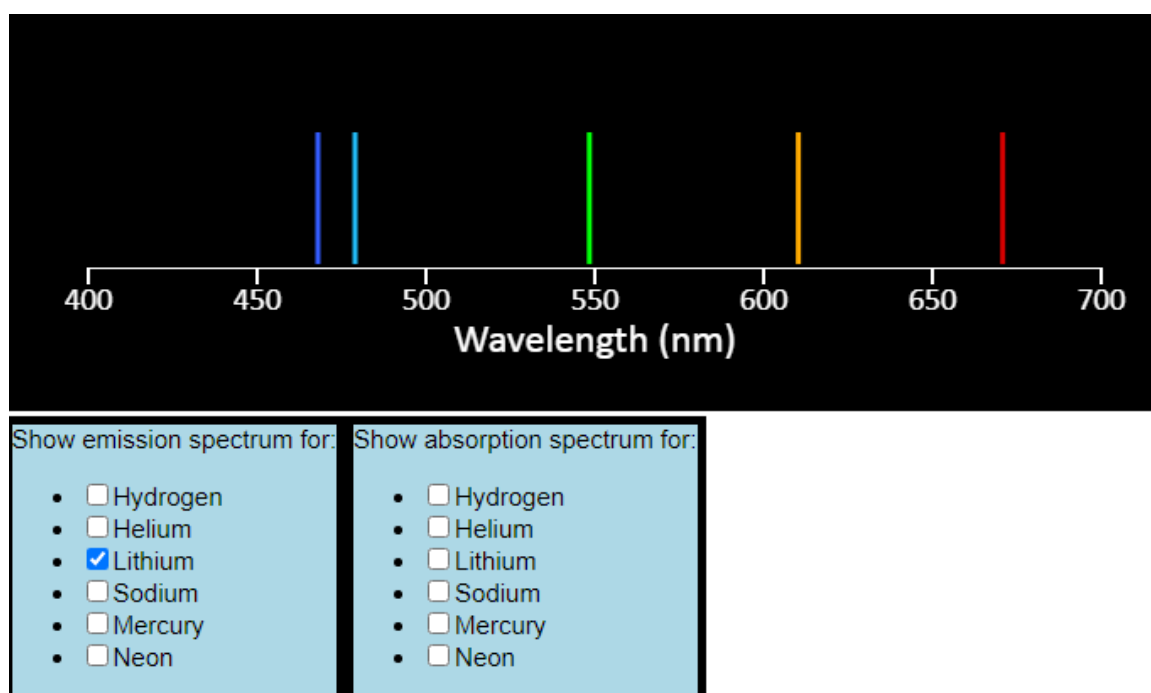 400 450 500 550 600 650 700
Wavelength (nm)
Show emission spectrum for:
Hydrogen
Helium
Lithium
Sodium
Mercury
Neon
Show absorption spectrum for:
Hydrogen
Helium
Lithium
Sodium
Mercury
Neon